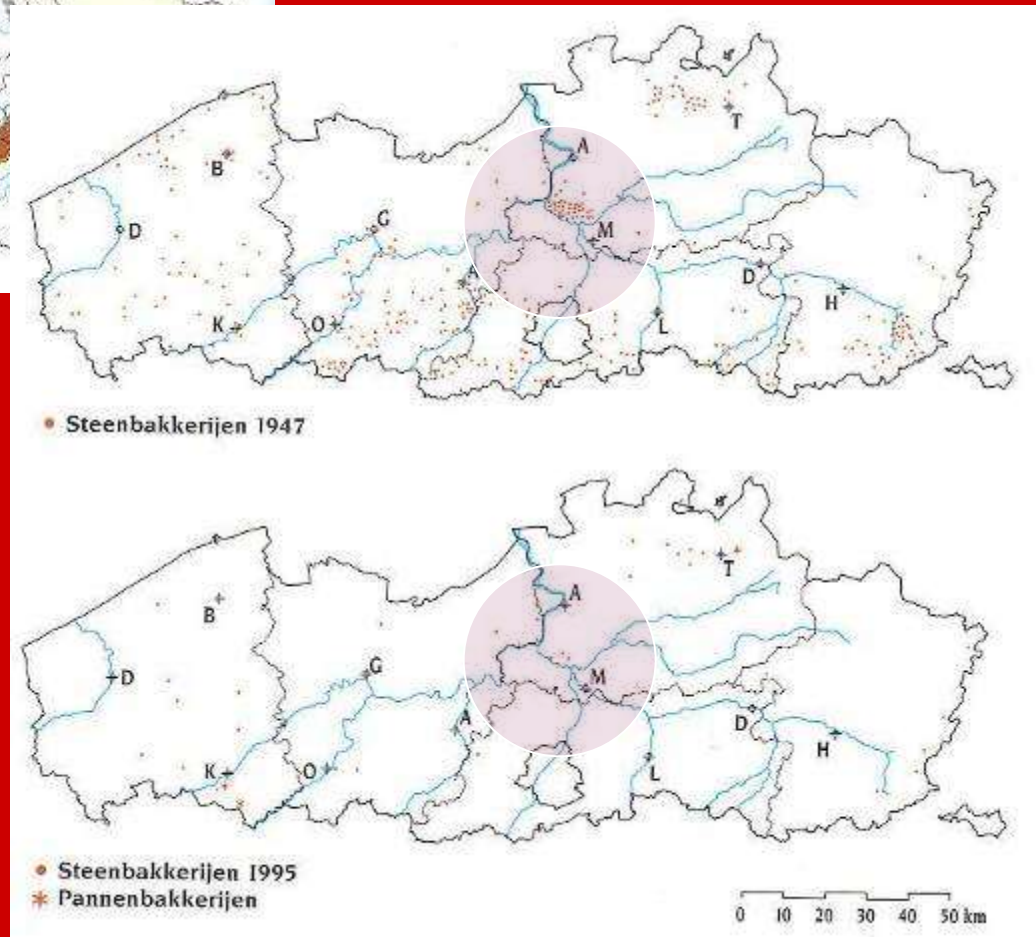 A
T
B
M
G
D
A
D
H
K
O
L
• Steenbakkerijen 1947
A
T
B
M
G
D
A
D
H
K
O
L
• Steenbakkerijen 1995
* Pannenbakkerijen
0 10 20 30 40 50 km